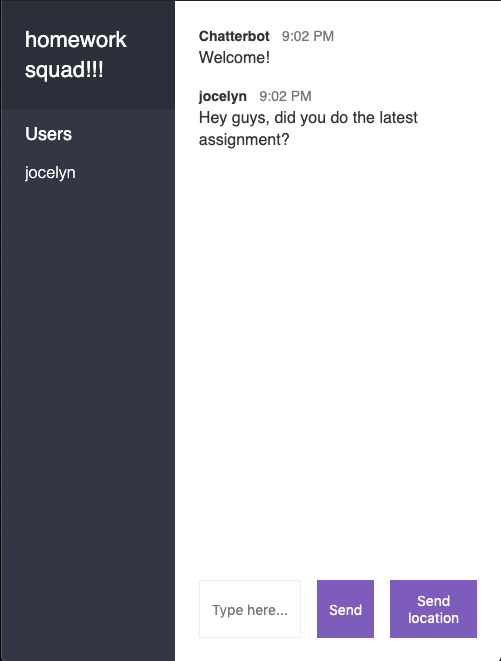 homework
squad!!!
Users
jocelyn
Chatterbot 9:02 PM
Welcome!
jocelyn 9:02 PM
Hey guys, did you do the latest
assignment?
Type here...
Send
Send
location